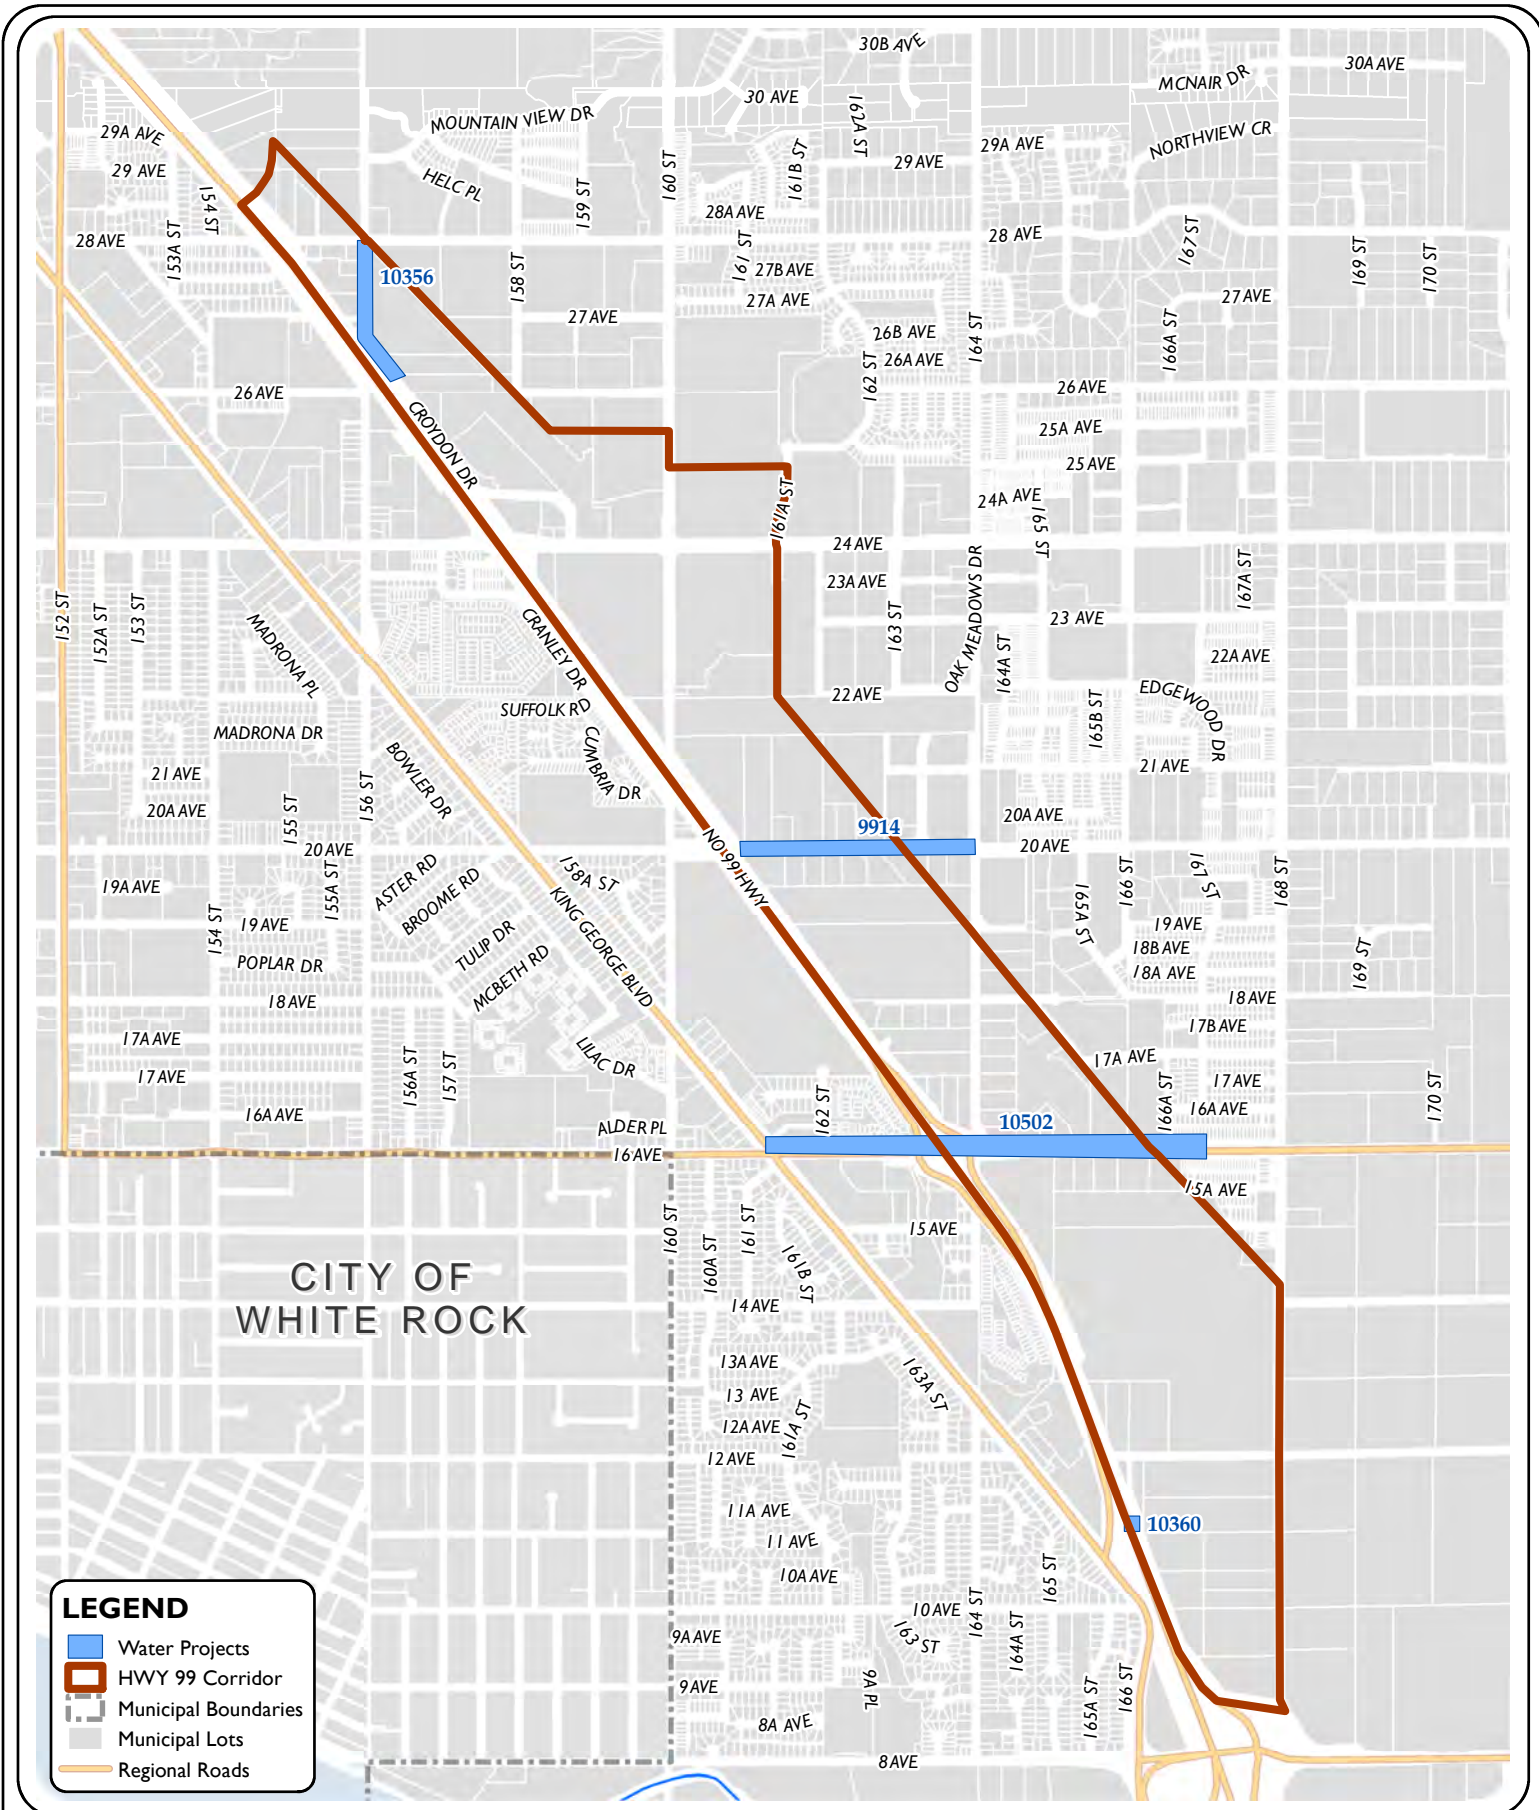 30B AVE
30A AVE
MCNAIR DR
30 AVE
162A ST
MOUNTAIN VIEW DR
29A AVE
29A AVE
NORTHVIEW CR
29 AVE
29 AVE
161B ST
160 ST
HELC PL
159 ST
154 ST
28A AVE
28 AVE
28 AVE
153A ST
161 ST
167 ST
169 ST
170 ST
158 ST
27B AVE
10356
27A AVE
27 AVE
27 AVE
26B AVE
164 ST
166A ST
26A AVE
162 ST
26 AVE
26 AVE
CROYDON DR
25A AVE
25 AVE
24A AVE
161A ST
165 ST
24 AVE
23A AVE
167A ST
152 ST
152A ST
153 ST
MADRONA PL
CRANLEY DR
163 ST
OAK MEADOWS DR
23 AVE
164A ST
22A AVE
22 AVE
EDGEWOOD DR
SUFFOLK RD
165B ST
MADRONA DR
CUMBRIA DR
BOWLER DR
21 AVE
21 AVE
156 ST
20A AVE
155 ST
20A AVE
9914
20 AVE
20 AVE
NO 99 HWY
158A ST
ASTER RD
155A ST
19A AVE
BROOME RD
166 ST
167 ST
168 ST
KING GEORGE BLVD
165A ST
154 ST
19 AVE
19 AVE
TULIP DR
18B AVE
169 ST
POPLAR DR
MCBETH RD
18A AVE
18 AVE
18 AVE
17B AVE
17A AVE
LILAC DR
17A AVE
156A ST
157 ST
17 AVE
17 AVE
166A ST
170 ST
162 ST
16A AVE
16A AVE
ALDER PL
10502
16 AVE
15A AVE
160 ST
161 ST
15 AVE
160A ST
161B ST
CITY OF
WHITE ROCK
14 AVE
13A AVE
163A ST
13 AVE
161A ST
12A AVE
12 AVE
11A AVE
10360
11 AVE
165 ST
10A AVE
10 AVE
164 ST
163 ST
164A ST
9A AVE
9A PL
9 AVE
165A ST
166 ST
8A AVE
8 AVE
LEGEND
Water Projects
HWY 99 Corridor
Municipal Boundaries
Municipal Lots
Regional Roads